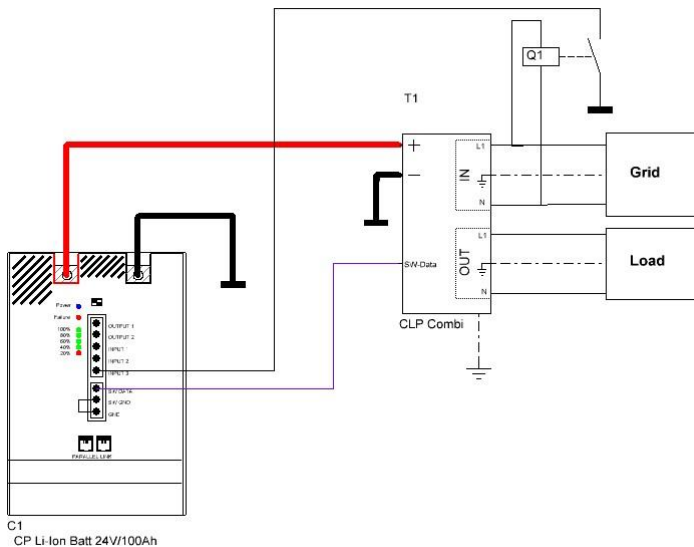 Q1
T1
+
L1
IN
Grid
−
N
L1
OUT
Load
SW-Data
N
CLP Combi
Power
Failure
100%
80%
60%
40%
20%
OUTPUT 1
OUTPUT 2
INPUT 1
INPUT 2
INPUT 3
SW DATA
SW GND
GND
PARALLEL LINK
C1
CP Li-Ion Batt 24V/100Ah